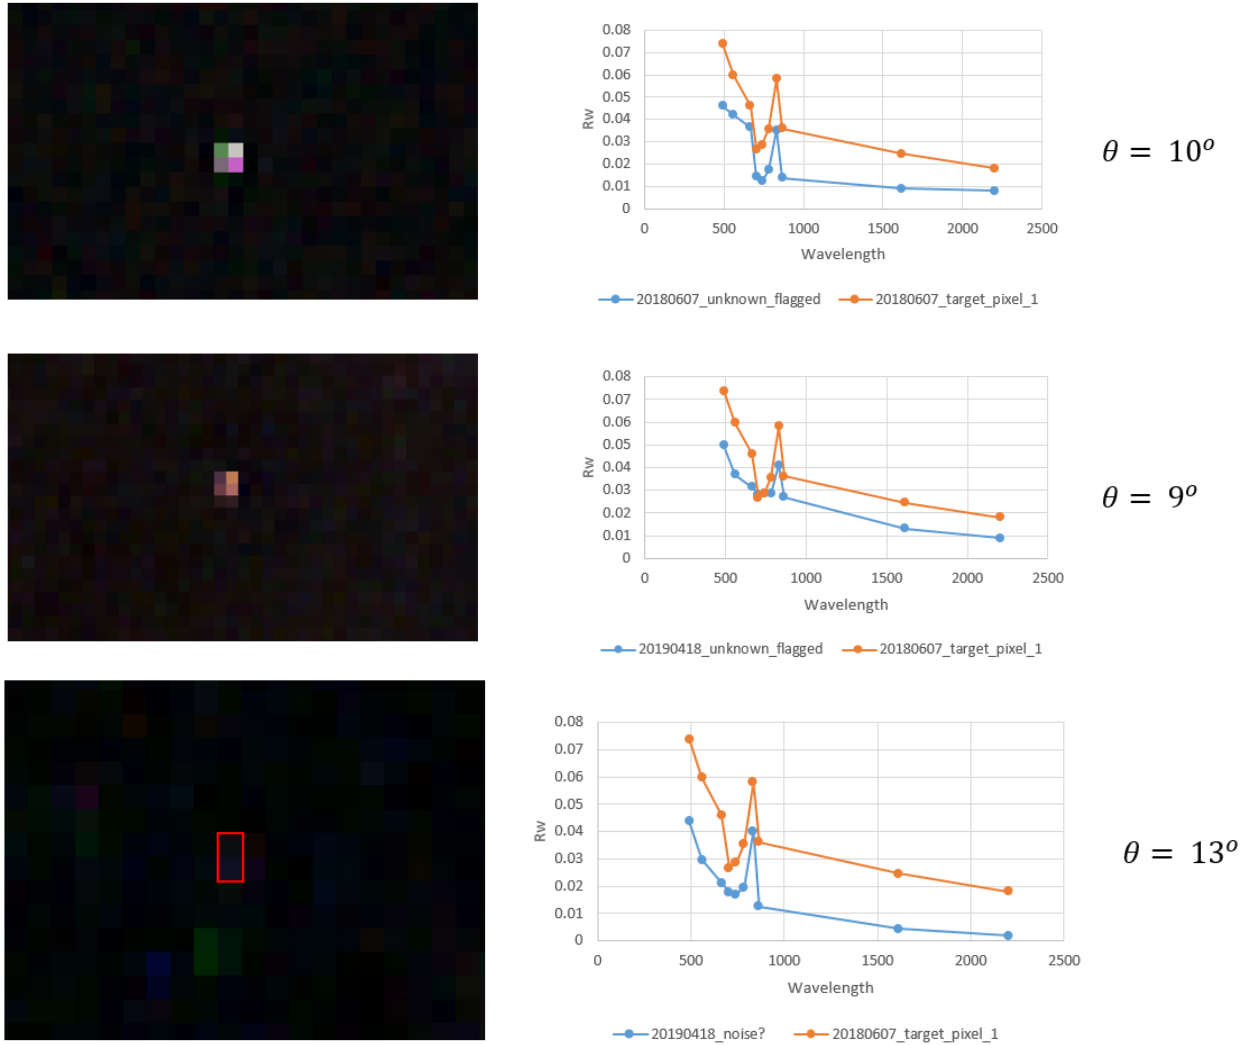 0.08
0.07
0.06
0.05
0.04
0.03
0.02
0.01
0
Rw
0 500 1000 1500 2000 2500
Wavelength
20180607_unknown_flagged 20180607_target_pixel_1
θ = 10º
0.08
0.07
0.06
0.05
0.04
0.03
0.02
0.01
0
Rw
0 500 1000 1500 2000 2500
Wavelength
20190418_unknown_flagged 20180607_target_pixel_1
θ = 9º
0.08
0.07
0.06
0.05
0.04
0.03
0.02
0.01
0
Rw
0 500 1000 1500 2000 2500
Wavelength
20190418_noise? 20180607_target_pixel_1
θ = 13º